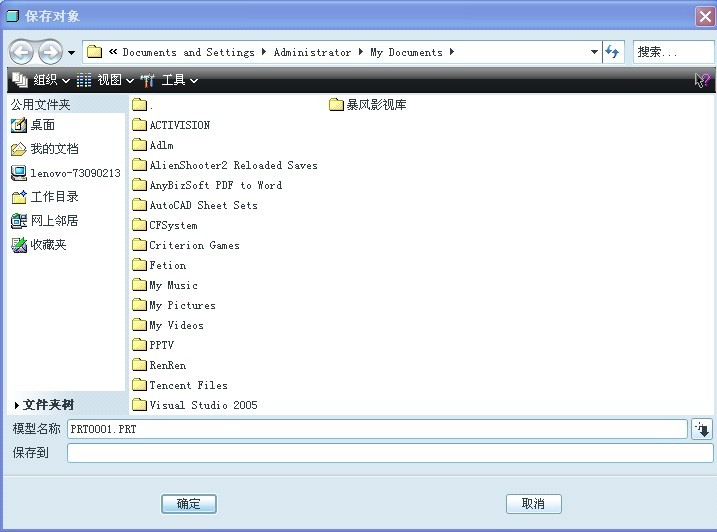 保存对象
« Documents and Settings Administrator My Documents 搜索...
组织 视图 工具
公用文件夹
桌面
我的文档
lenovo-73090213
工作目录
网上邻居
收藏夹
文件夹树
.
ACTIVISION
Adlm
AlienShooter2 Reloaded Saves
AnyBizSoft PDF to Word
AutoCAD Sheet Sets
CFSystem
Criterion Games
Fetion
My Music
My Pictures
My Videos
PPTV
RenRen
Tencent Files
Visual Studio 2005
暴风影视库
模型名称 PRT0001.PRT
保存到
确定 取消